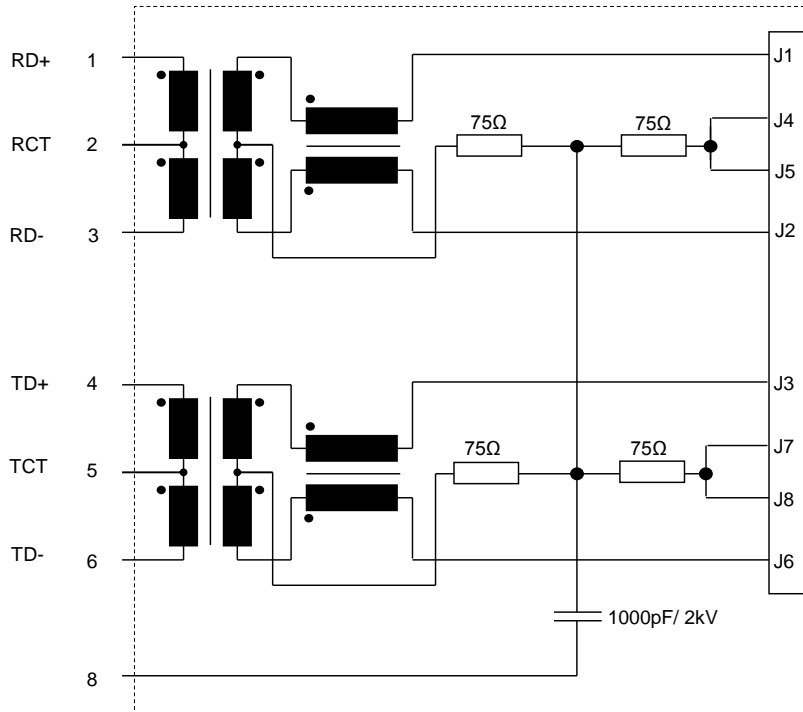 RD+ 1
J1
75Ω
75Ω
J4
RCT 2
J5
RD- 3
J2
TD+ 4
J3
75Ω
75Ω
J7
TCT 5
J8
TD- 6
J6
1000pF/ 2kV
8